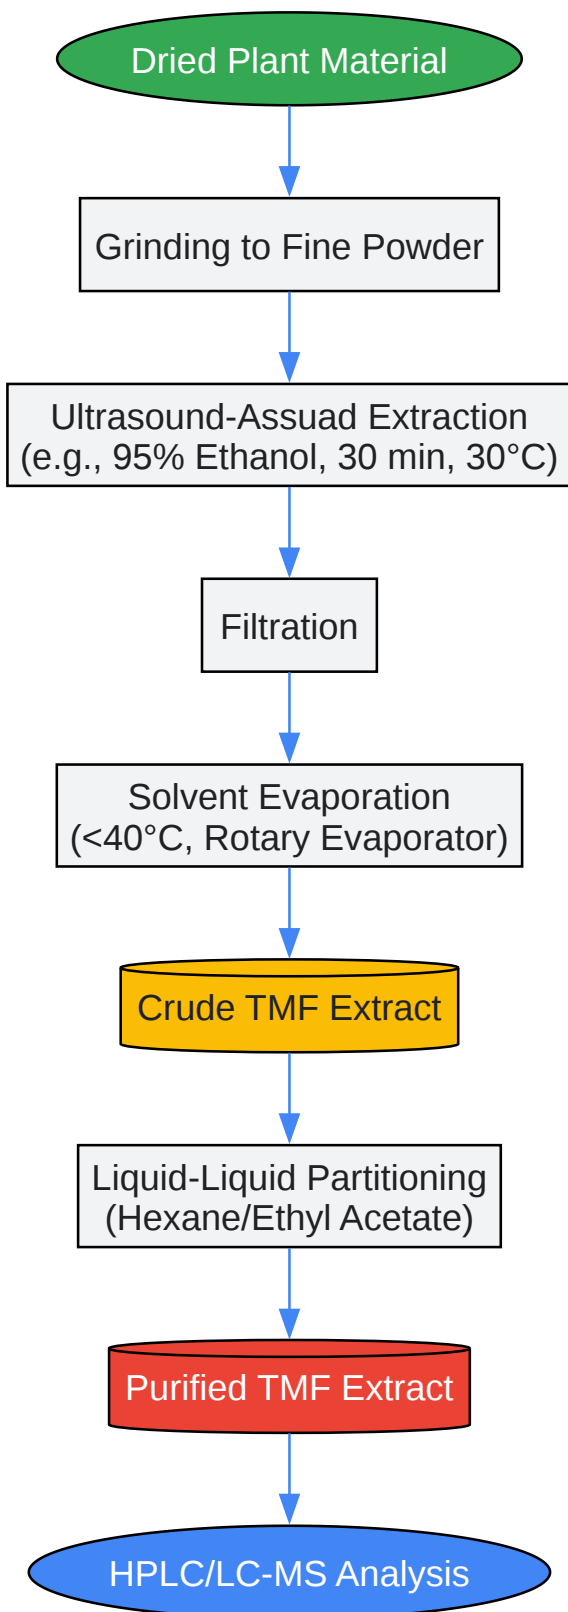 Dried Plant Material
Grinding to Fine Powder
Ultrasound-Assuad Extraction
(e.g., 95% Ethanol, 30 min, 30°C)
Filtration
Solvent Evaporation
(<40°C, Rotary Evaporator)
Crude TMF Extract
Liquid-Liquid Partitioning
(Hexane/Ethyl Acetate)
Purified TMF Extract
HPLC/LC-MS Analysis